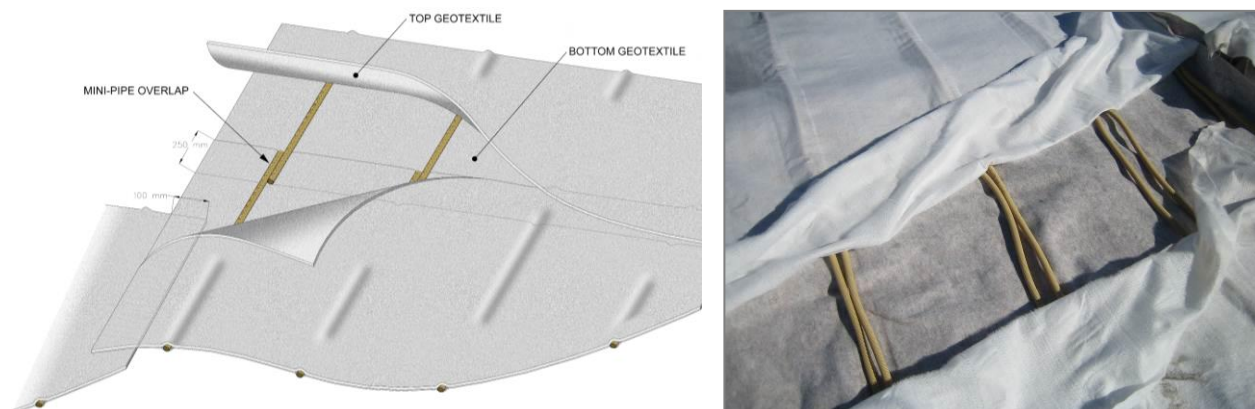 TOP GEOTEXTILE
BOTTOM GEOTEXTILE
MINI-PIPE OVERLAP
250 mm
100 mm